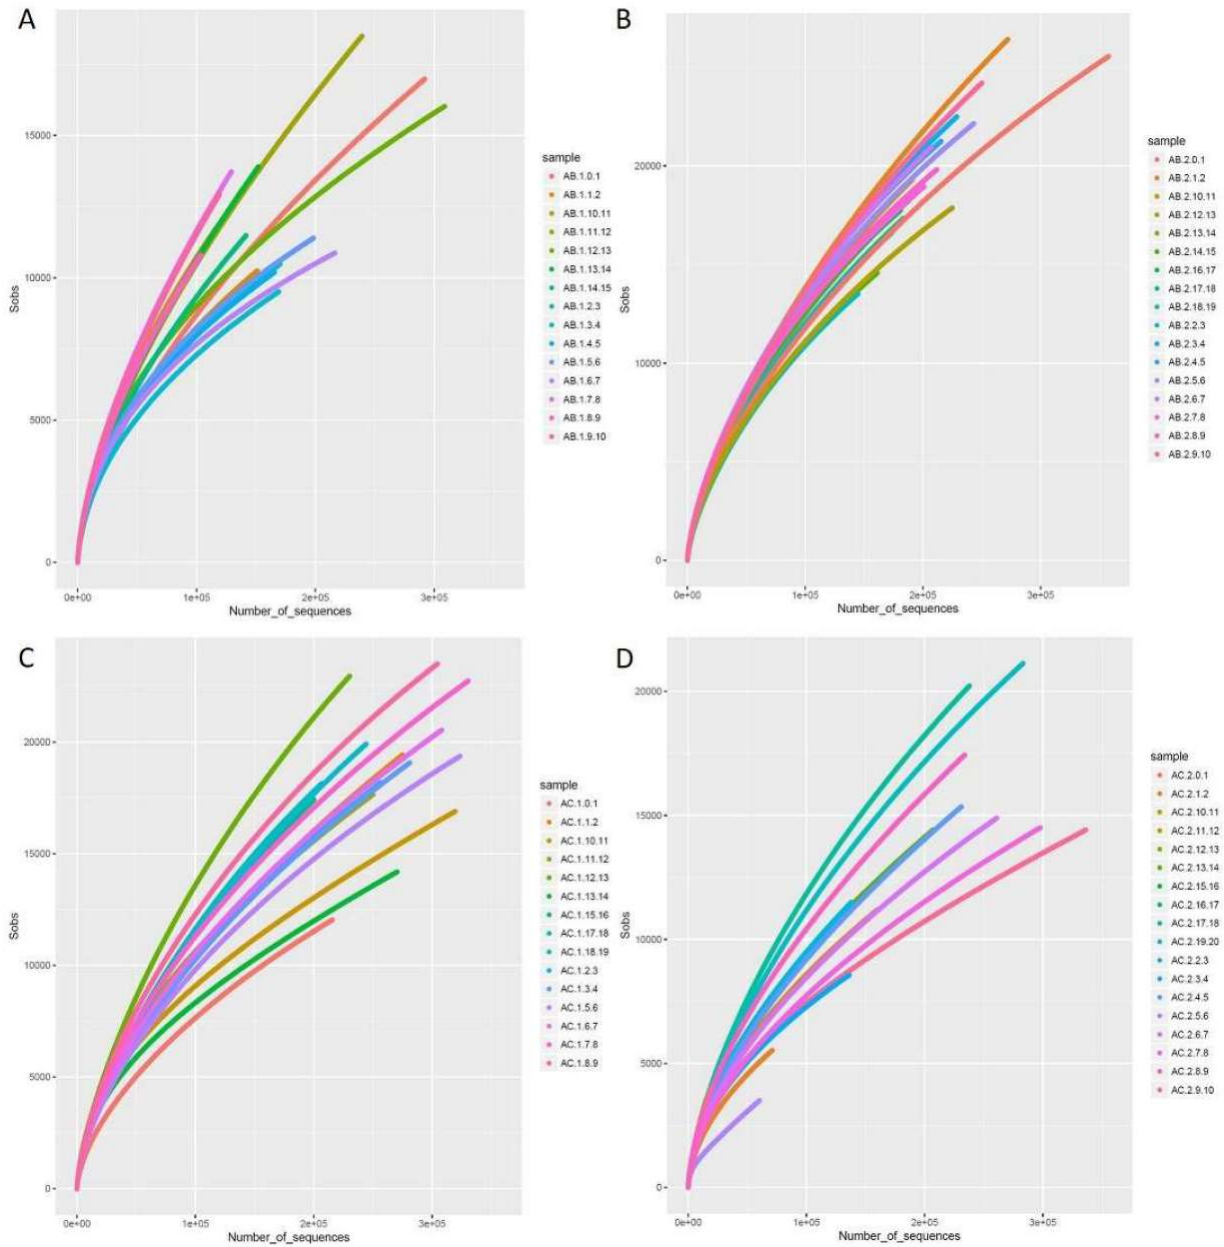 A
15000
10000
5000
0
Sobs
0e+00 1e+05 2e+05 3e+05
Number_of_sequences
sample
AB.1.0.1
AB.1.1.2
AB.1.10.11
AB.1.11.12
AB.1.12.13
AB.1.13.14
AB.1.14.15
AB.1.2.3
AB.1.3.4
AB.1.4.5
AB.1.5.6
AB.1.6.7
AB.1.7.8
AB.1.8.9
AB.1.9.10
B
20000
10000
0
Sobs
0e+00 1e+05 2e+05 3e+05
Number_of_sequences
sample
AB.2.0.1
AB.2.1.2
AB.2.10.11
AB.2.12.13
AB.2.13.14
AB.2.14.15
AB.2.16.17
AB.2.17.18
AB.2.18.19
AB.2.2.3
AB.2.3.4
AB.2.4.5
AB.2.5.6
AB.2.6.7
AB.2.7.8
AB.2.8.9
AB.2.9.10
C
20000
15000
10000
5000
0
Sobs
0e+00 1e+05 2e+05 3e+05
Number_of_sequences
sample
AC.1.0.1
AC.1.1.2
AC.1.10.11
AC.1.11.12
AC.1.12.13
AC.1.13.14
AC.1.15.16
AC.1.17.18
AC.1.18.19
AC.1.2.3
AC.1.3.4
AC.1.5.6
AC.1.6.7
AC.1.7.8
AC.1.8.9
D
20000
15000
10000
5000
0
Sobs
0e+00 1e+05 2e+05 3e+05
Number_of_sequences
sample
AC.2.0.1
AC.2.1.2
AC.2.10.11
AC.2.11.12
AC.2.12.13
AC.2.13.14
AC.2.15.16
AC.2.16.17
AC.2.17.18
AC.2.19.20
AC.2.2.3
AC.2.3.4
AC.2.4.5
AC.2.5.6
AC.2.6.7
AC.2.7.8
AC.2.8.9
AC.2.9.10